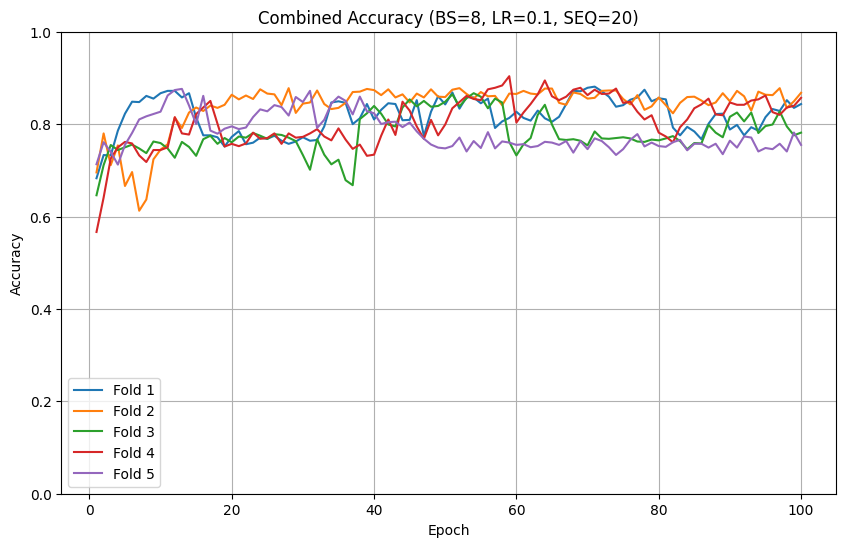 Combined Accuracy (BS=8, LR=0.1, SEQ=20)
1.0
0.8
0.6
0.4
0.2
0.0
Accuracy
Fold 1
Fold 2
Fold 3
Fold 4
Fold 5
0 20 40 60 80 100
Epoch